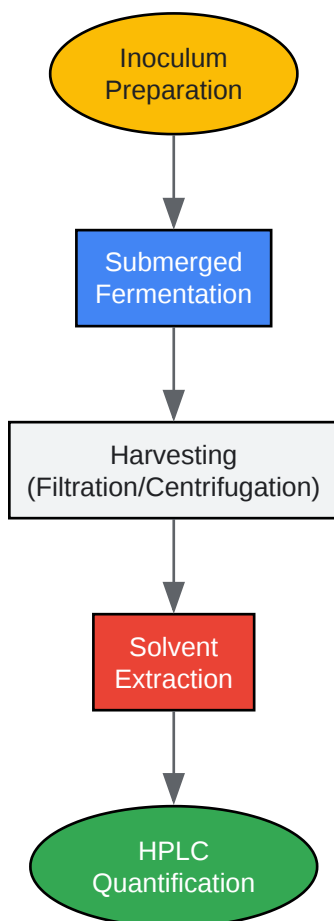 Inoculum
Preparation
Submerged
Fermentation
Harvesting
(Filtration/Centrifugation)
Solvent
Extraction
HPLC
Quantification